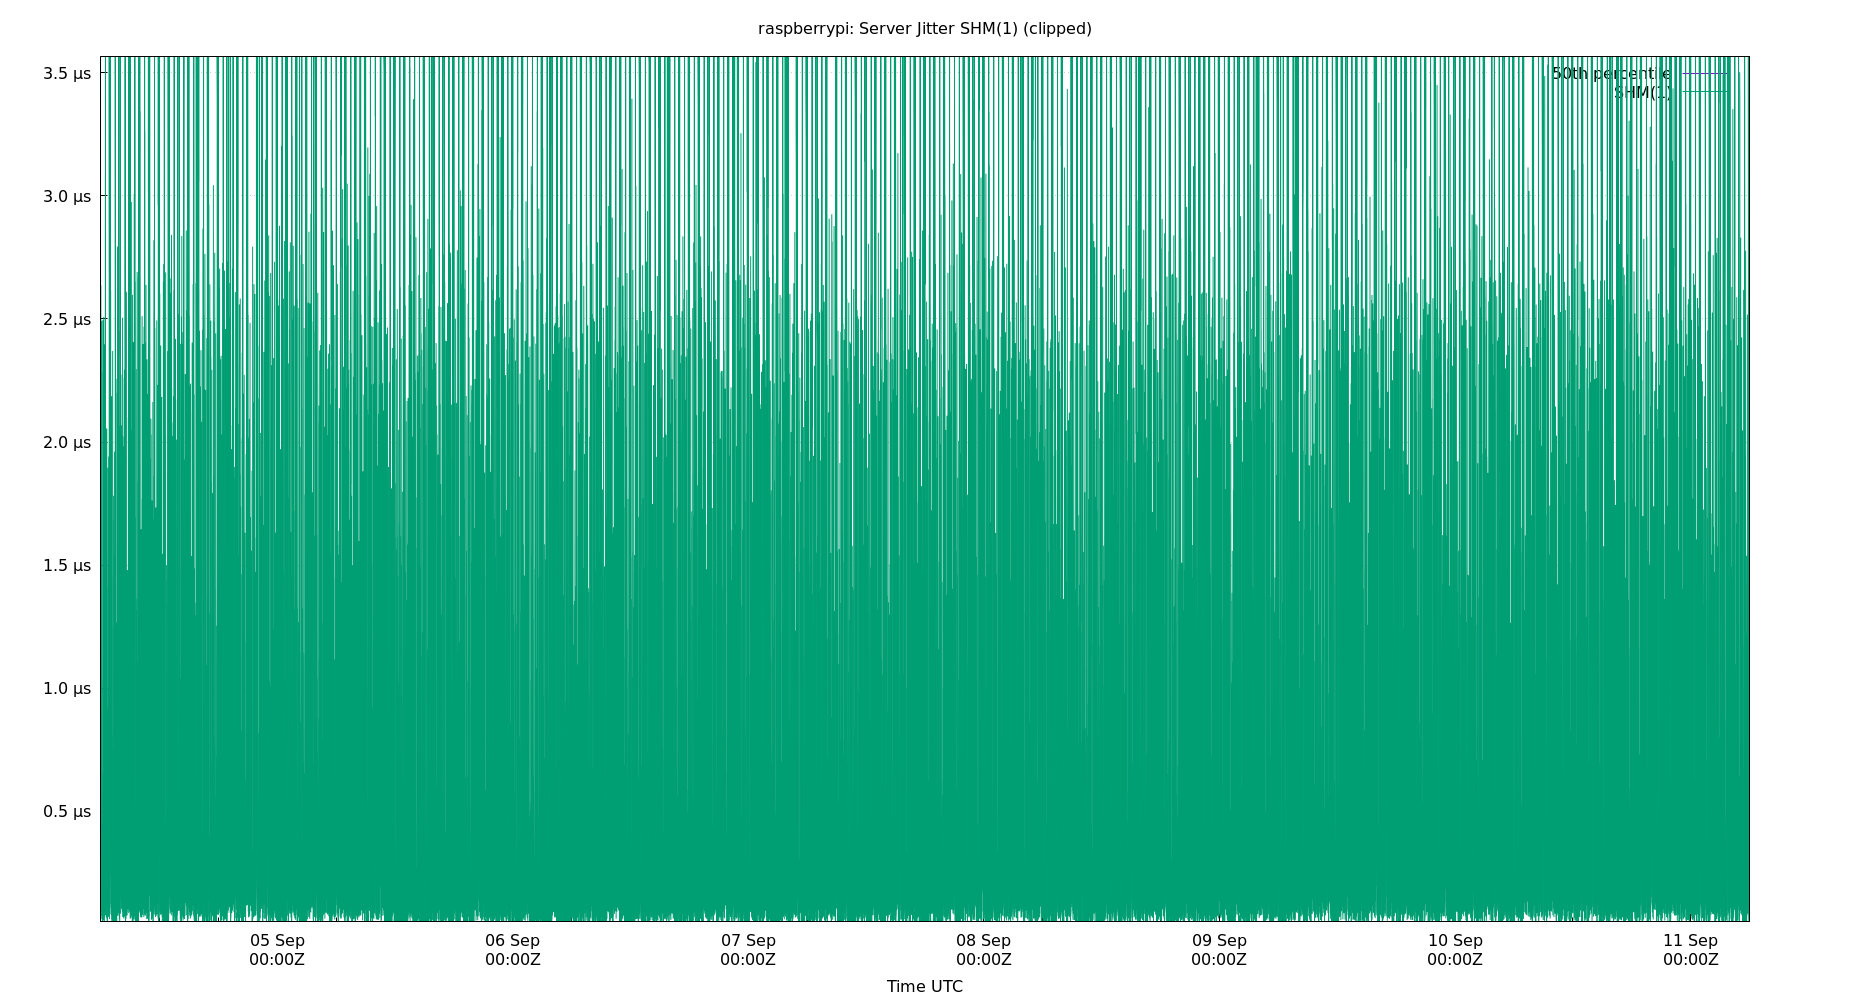 raspberrypi: Server Jitter SHM(1) (clipped)
3.5 µs
50th percentile
SHM(1)
3.0 µs
2.5 µs
2.0 µs
1.5 µs
1.0 µs
0.5 µs
05 Sep 06 Sep 07 Sep 08 Sep 09 Sep 10 Sep 11 Sep
00:00Z 00:00Z 00:00Z 00:00Z 00:00Z 00:00Z 00:00Z
Time UTC